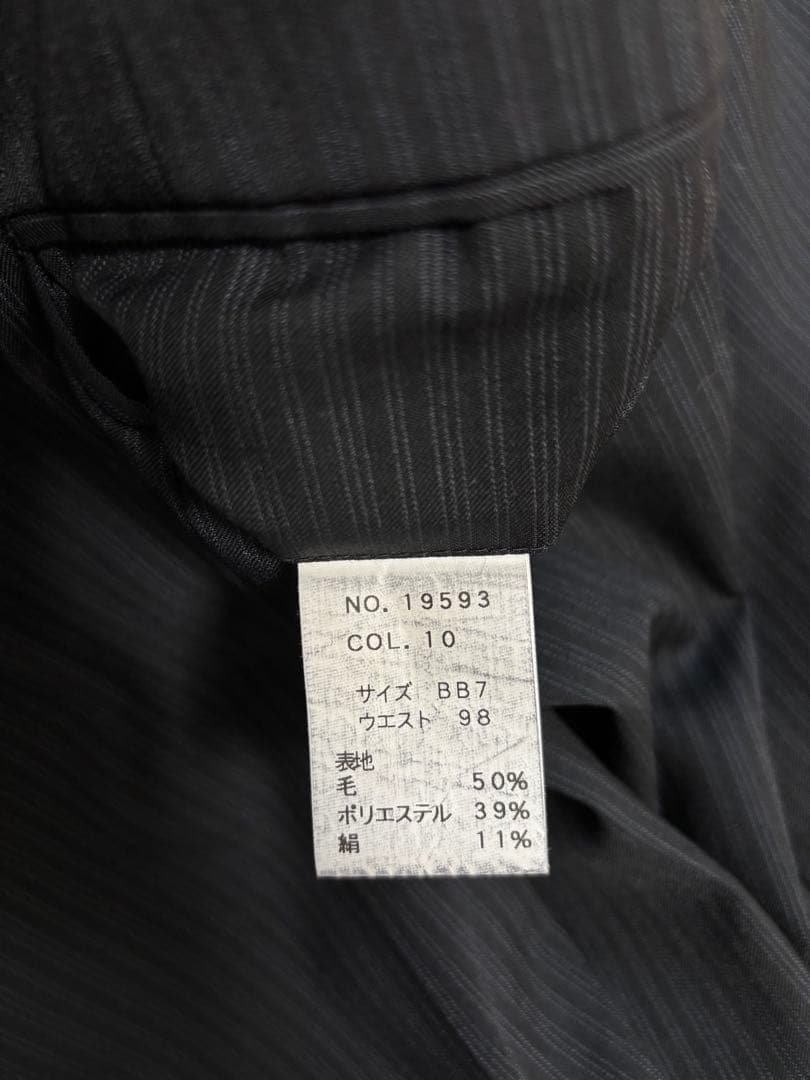 NO. 19593
COL. 10
サイズ BB7
ウエスト 98
表地
毛 50%
ポリエステル 39%
絹 11%